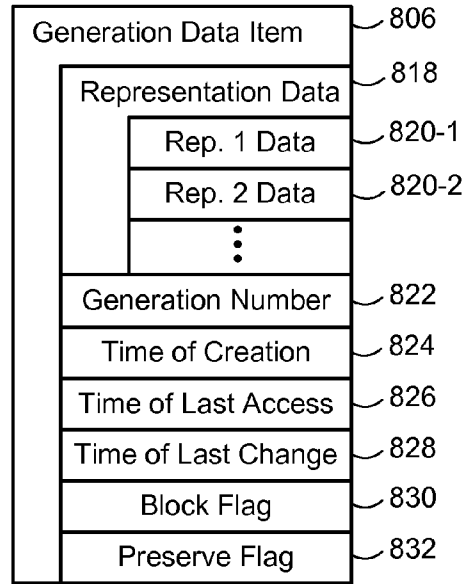 Generation Data Item 806
Representation Data 818
Rep. 1 Data 820-1
Rep. 2 Data 820-2
Generation Number 822
Time of Creation 824
Time of Last Access 826
Time of Last Change 828
Block Flag 830
Preserve Flag 832